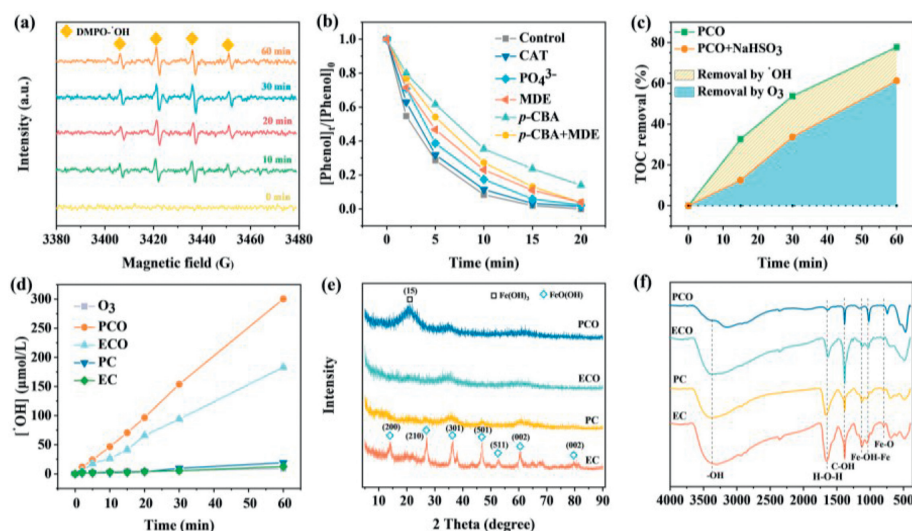 (a)
DMPO-·OH
60 min
30 min
20 min
10 min
0 min
Intensity (a.u.)
3380 3400 3420 3440 3460 3480
Magnetic field (G)
(b)
Control
CAT
PO₄³⁻
MDE
p-CBA
p-CBA+MDE
[Phenol]t/[Phenol]0
1.0
0.8
0.6
0.4
0.2
0.0
0 5 10 15 20
Time (min)
(c)
PCO
PCO+NaHSO₃
Removal by ·OH
Removal by O₃
TOC removal (%)
80
60
40
20
0
0 15 30 45 60
Time (min)
(d)
O₃
PCO
ECO
PC
EC
[·OH] (μmol/L)
300
250
200
150
100
50
0
0 10 20 30 40 50 60
Time (min)
(e)
Fe(OH)₃ FeO(OH)
(15)
PCO
ECO
PC
(200) (210) (301) (501) (511) (002) (002)
EC
Intensity
10 20 30 40 50 60 70 80 90
2 Theta (degree)
(f)
PCO
ECO
PC
EC
-OH
H-O-H
C-OH
Fe-OH-Fe
Fe-O
4000 3500 3000 2500 2000 1500 1000 500